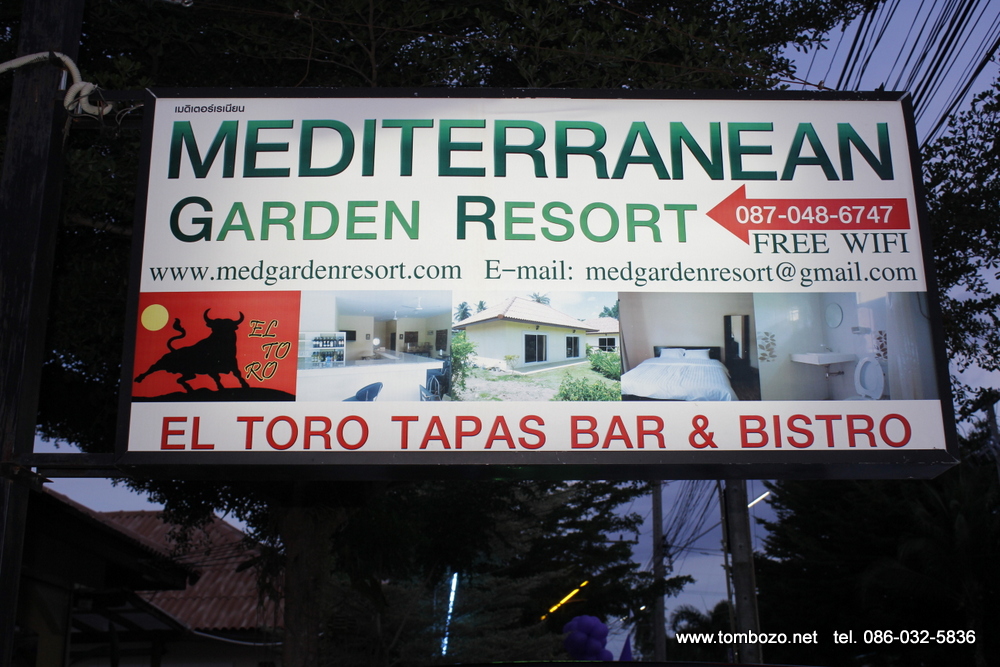 เมดิเตอร์เรเนียน
MEDITERRANEAN
GARDEN RESORT
087-048-6747
FREE WIFI
www.medgardenresort.com E-mail: medgardenresort@gmail.com
EL
TO
RO
EL TORO TAPAS BAR & BISTRO
www.tombozo.net tel. 086-032-5836